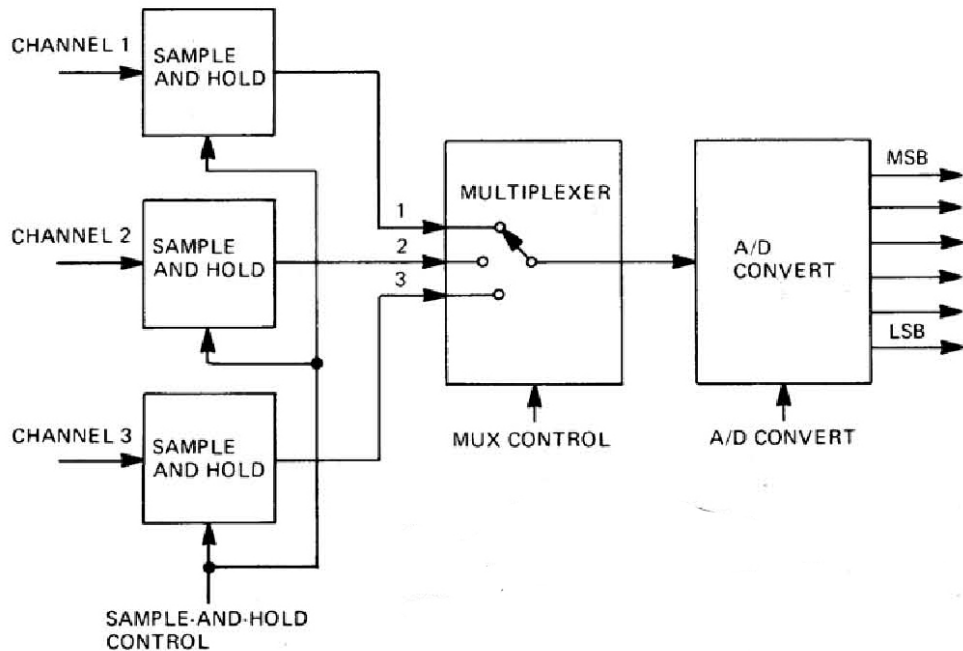 CHANNEL 1
SAMPLE
AND HOLD
CHANNEL 2
SAMPLE
AND HOLD
CHANNEL 3
SAMPLE
AND HOLD
SAMPLE-AND-HOLD
CONTROL
1
2
3
MULTIPLEXER
MUX CONTROL
A/D
CONVERT
A/D CONVERT
MSB
LSB